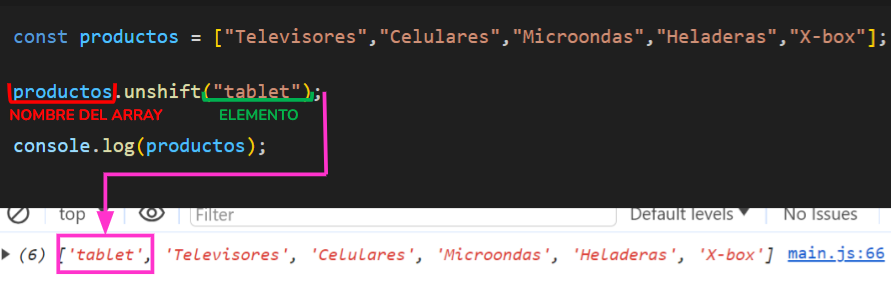 const productos = ["Televisores","Celulares","Microondas","Heladeras","X-box"];
productos.unshift("tablet");
NOMBRE DEL ARRAY ELEMENTO
console.log(productos);
top Filter Default levels No Issues
(6) ['tablet', 'Televisores', 'Celulares', 'Microondas', 'Heladeras', 'X-box'] main.js:66